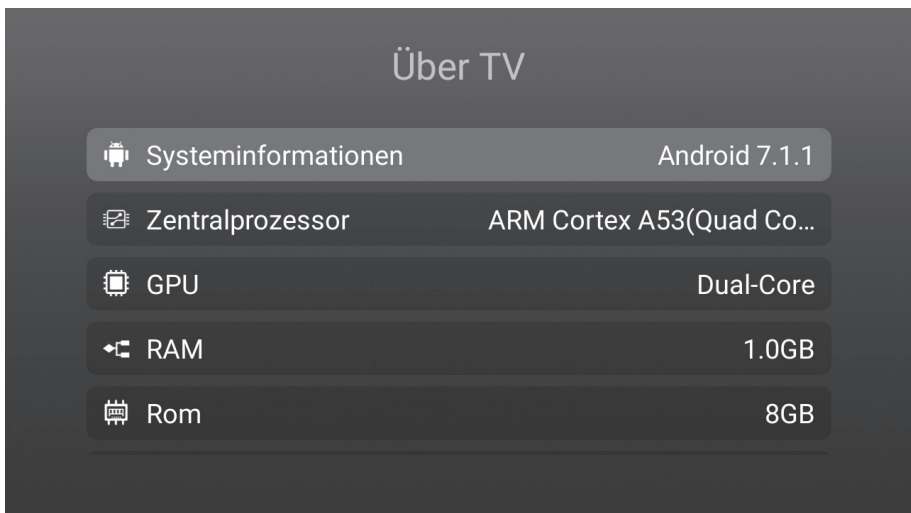 Über TV
Systeminformationen Android 7.1.1
Zentralprozessor ARM Cortex A53(Quad Co...
GPU Dual-Core
RAM 1.0GB
Rom 8GB